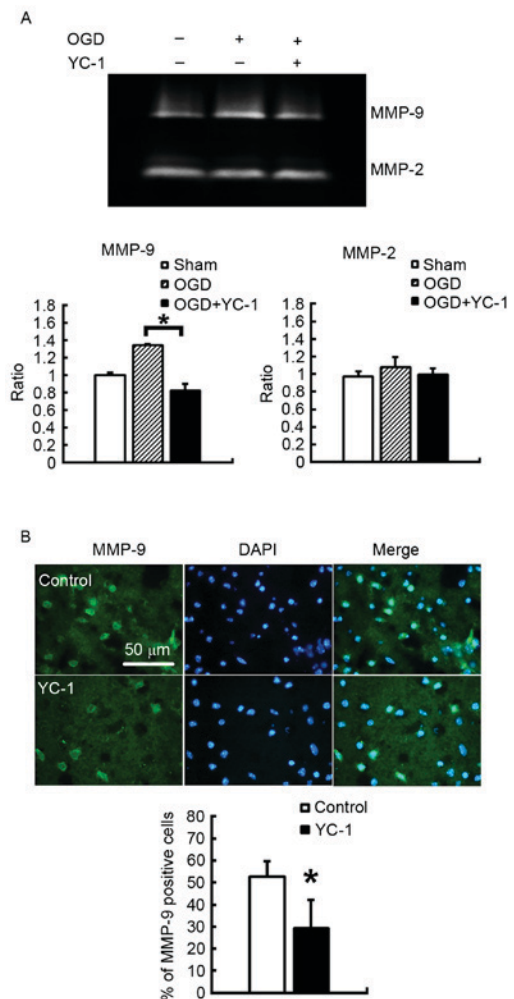 A
OGD − + +
YC-1 − − +
MMP-9
MMP-2
MMP-9
Sham
OGD
OGD+YC-1
*
Ratio
1.8
1.6
1.4
1.2
1
0.8
0.6
0.4
0.2
0
MMP-2
Sham
OGD
OGD+YC-1
Ratio
1.8
1.6
1.4
1.2
1
0.8
0.6
0.4
0.2
0
B
MMP-9 DAPI Merge
Control
50 μm
YC-1
Control
YC-1
*
% of MMP-9 positive cells
80
70
60
50
40
30
20
10
0